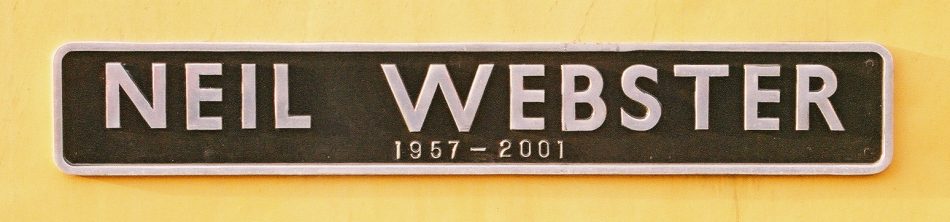 NEIL WEBSTER
1957 – 2001